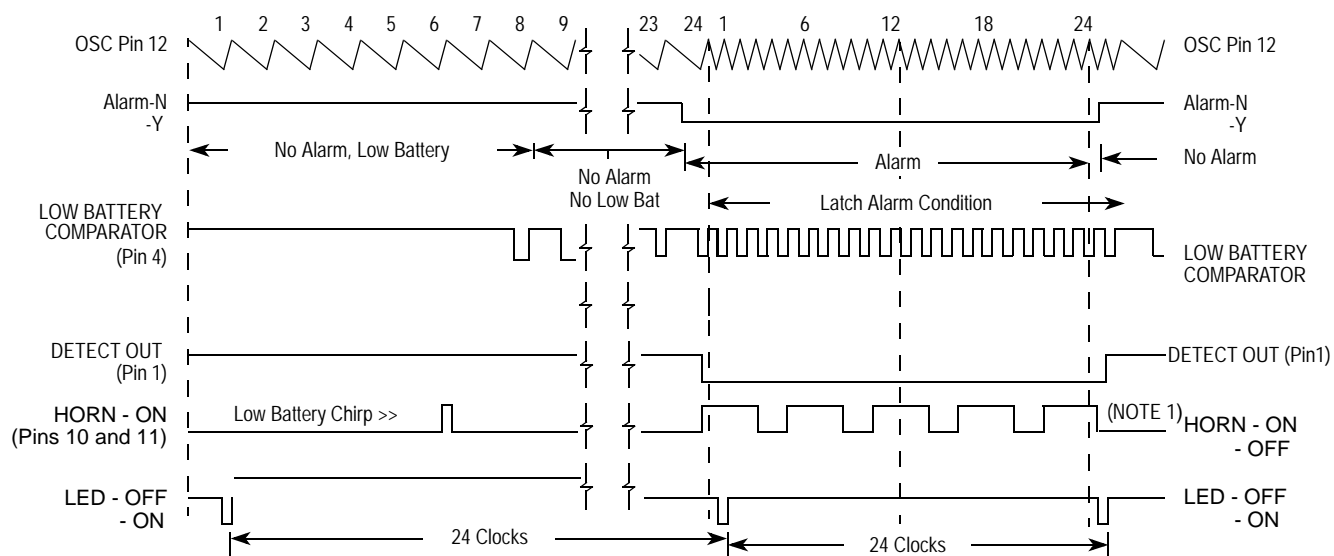 1 2 3 4 5 6 7 8 9 23 24 1 6 12 18 24
OSC Pin 12
OSC Pin 12
Alarm-N
-Y
Alarm-N
-Y
No Alarm, Low Battery
No Alarm
No Low Bat
Alarm
No Alarm
Latch Alarm Condition
LOW BATTERY
COMPARATOR
(Pin 4)
LOW BATTERY
COMPARATOR
DETECT OUT
(Pin 1)
DETECT OUT (Pin1)
HORN - ON
(Pins 10 and 11)
Low Battery Chirp >>
(NOTE 1)
HORN - ON
- OFF
LED - OFF
- ON
LED - OFF
- ON
24 Clocks
24 Clocks